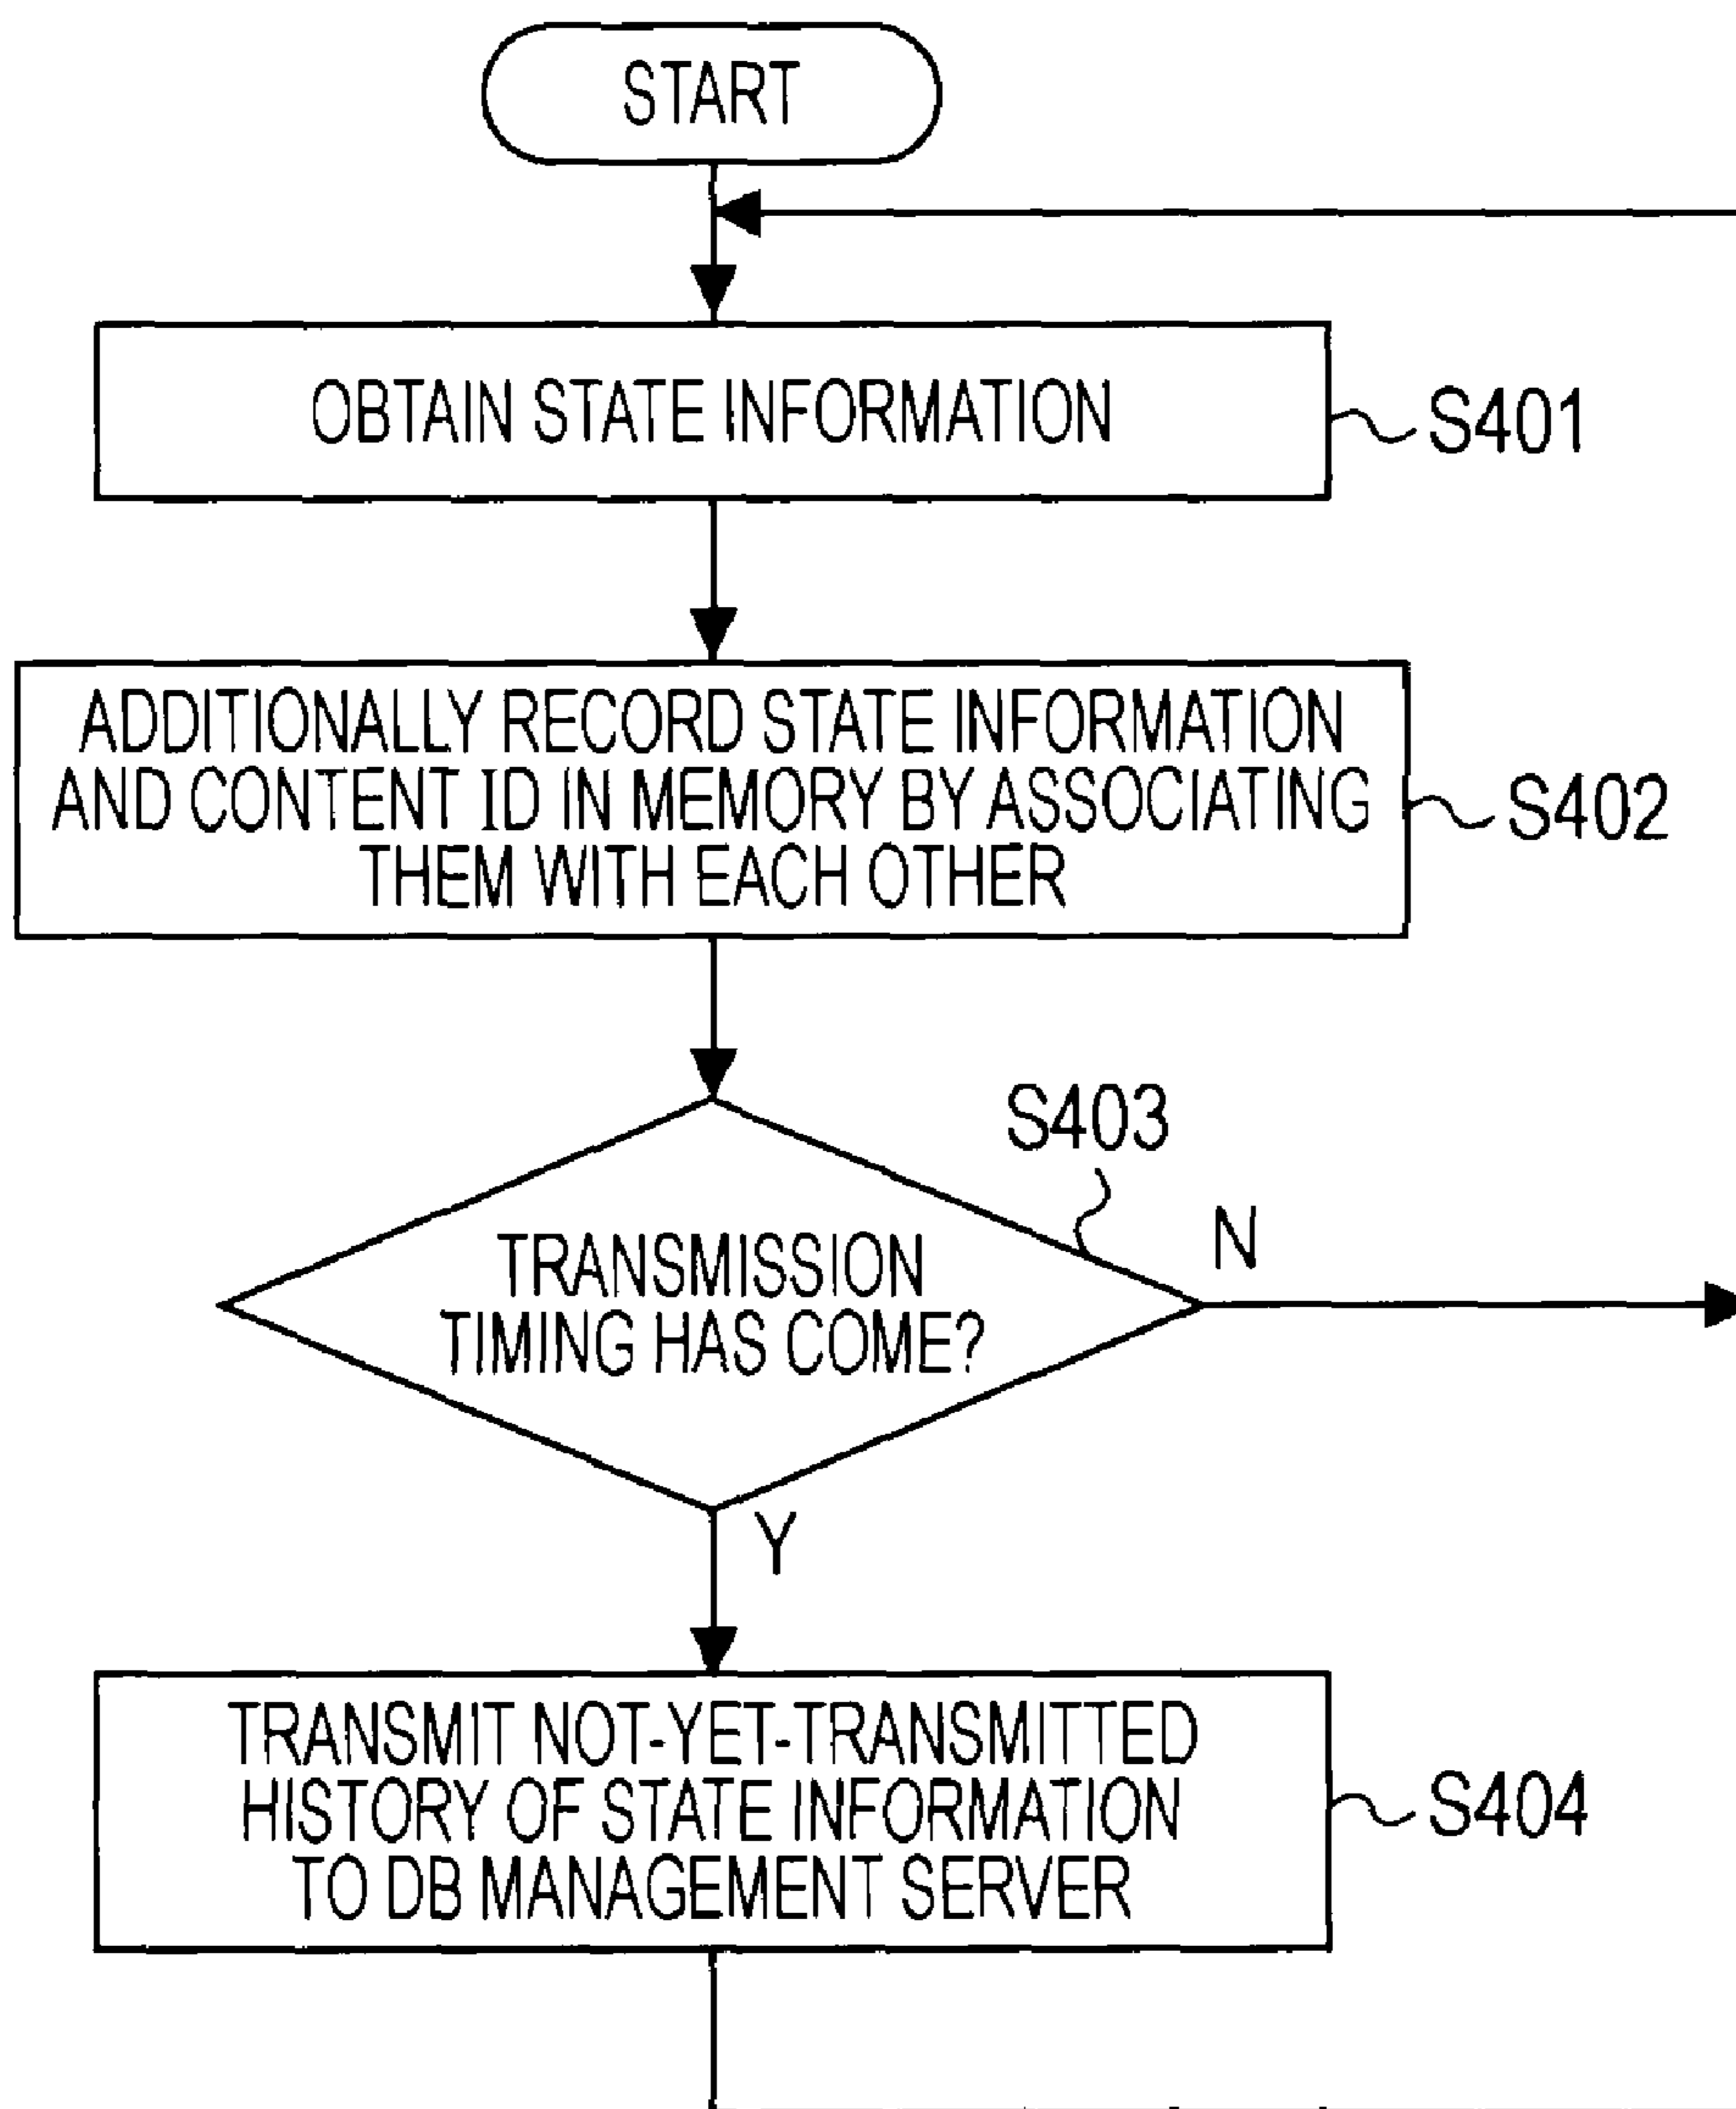 START
OBTAIN STATE INFORMATION
S401
ADDITIONALLY RECORD STATE INFORMATION
AND CONTENT ID IN MEMORY BY ASSOCIATING
THEM WITH EACH OTHER
S402
S403
N
TRANSMISSION
TIMING HAS COME?
Y
TRANSMIT NOT-YET-TRANSMITTED
HISTORY OF STATE INFORMATION
TO DB MANAGEMENT SERVER
S404